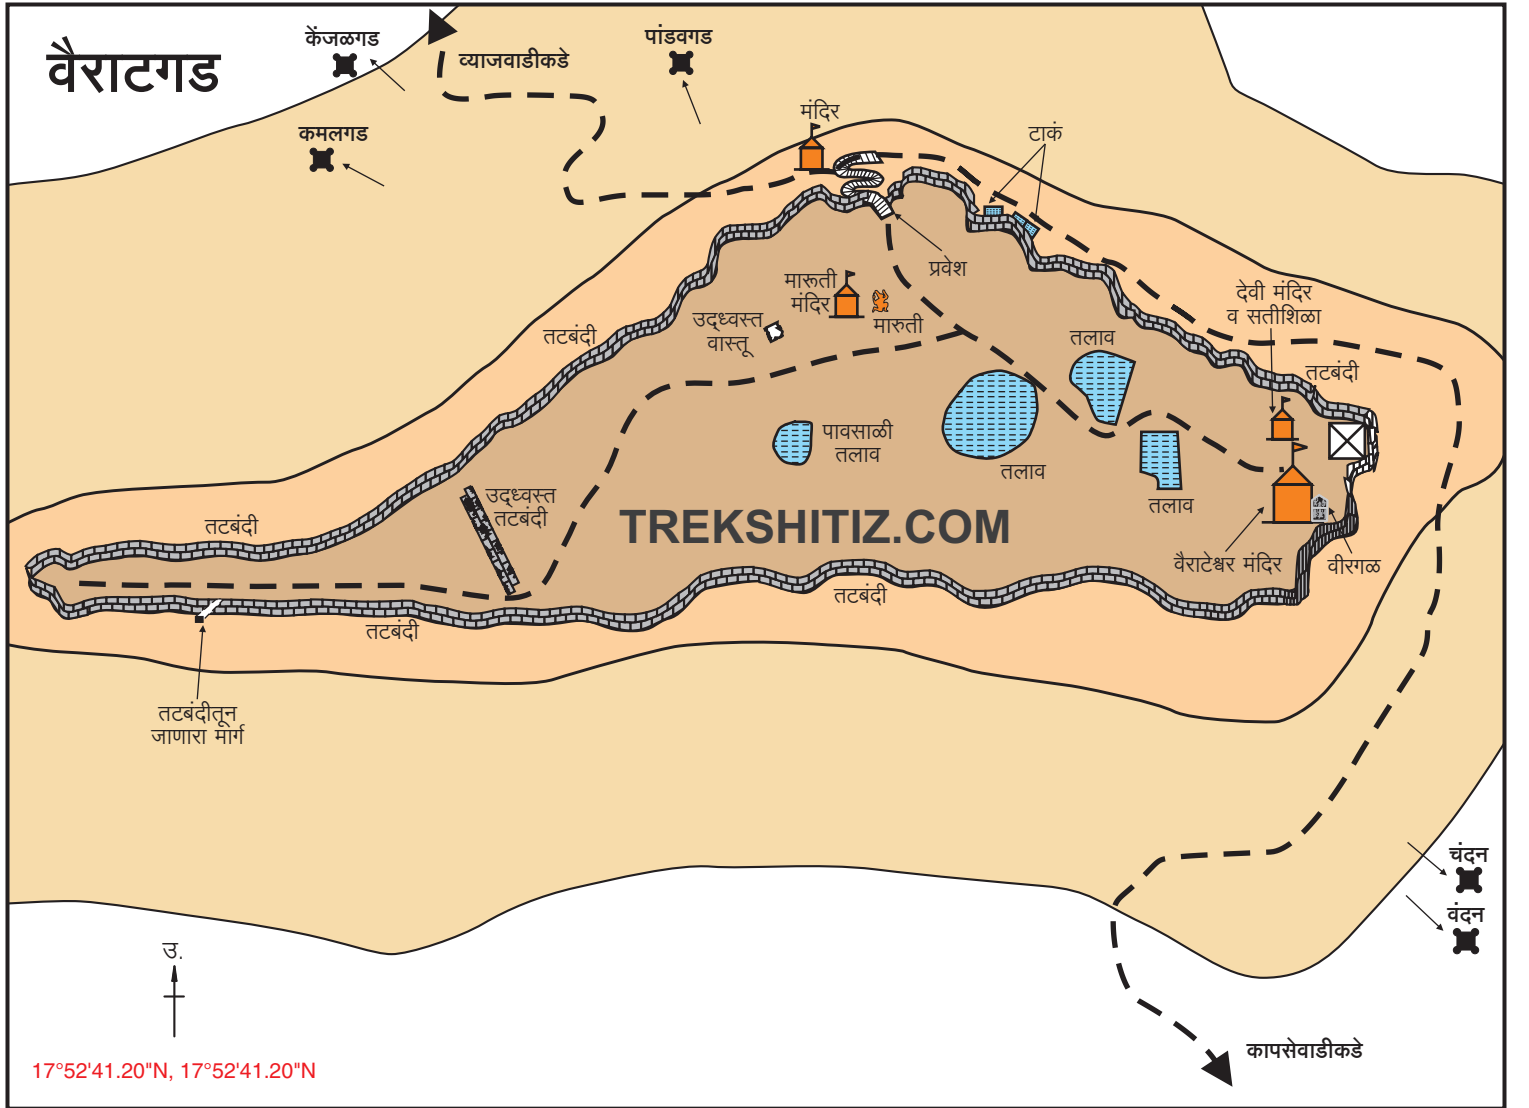 वैराटगड
केंजळगड
व्याजवाडीकडे
पांडवगड
कमलगड
मंदिर
टाकं
प्रवेश
मारूती
मंदिर
मारुती
उद्ध्वस्त
वास्तू
देवी मंदिर
व सतीशिळा
तटबंदी
तलाव
तटबंदी
पावसाळी
तलाव
तलाव
तलाव
उद्ध्वस्त
तटबंदी
तटबंदी
TREKSHITIZ.COM
वैराटेश्वर मंदिर
वीरगळ
तटबंदी
तटबंदी
तटबंदीतून
जाणारा मार्ग
चंदन
वंदन
उ.
कापसेवाडीकडे
17°52'41.20"N, 17°52'41.20"N